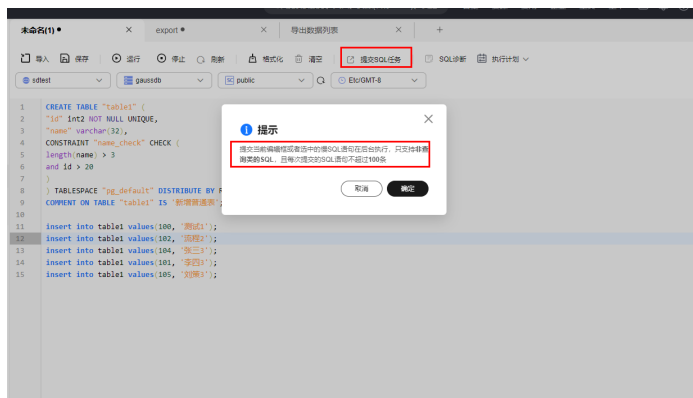 未命名(1) ● × export ● × 导出数据列表 × +
导入 保存 运行 停止 刷新 格式化 清空 提交SQL任务 SQL诊断 执行计划
sdtest gaussdb public Etc/GMT-8
1 CREATE TABLE "table1" (
2 "id" int2 NOT NULL UNIQUE,
3 "name" varchar(32),
4 CONSTRAINT "name_check" CHECK (
5 length(name) > 3
6 and id > 20
7 )
8 ) TABLESPACE "pg_default" DISTRIBUTE BY
9 COMMENT ON TABLE "table1" IS '新增普通表';
10
11 insert into table1 values(100, '测试1');
12 insert into table1 values(102, '流程2');
13 insert into table1 values(104, '张三3');
14 insert into table1 values(101, '李四3');
15 insert into table1 values(105, '刘策3');
提示 ×
提交当前编辑框或者选中的慢SQL语句在后台执行，只支持非查
询类的SQL，且每次提交的SQL语句不超过100条
取消 确定